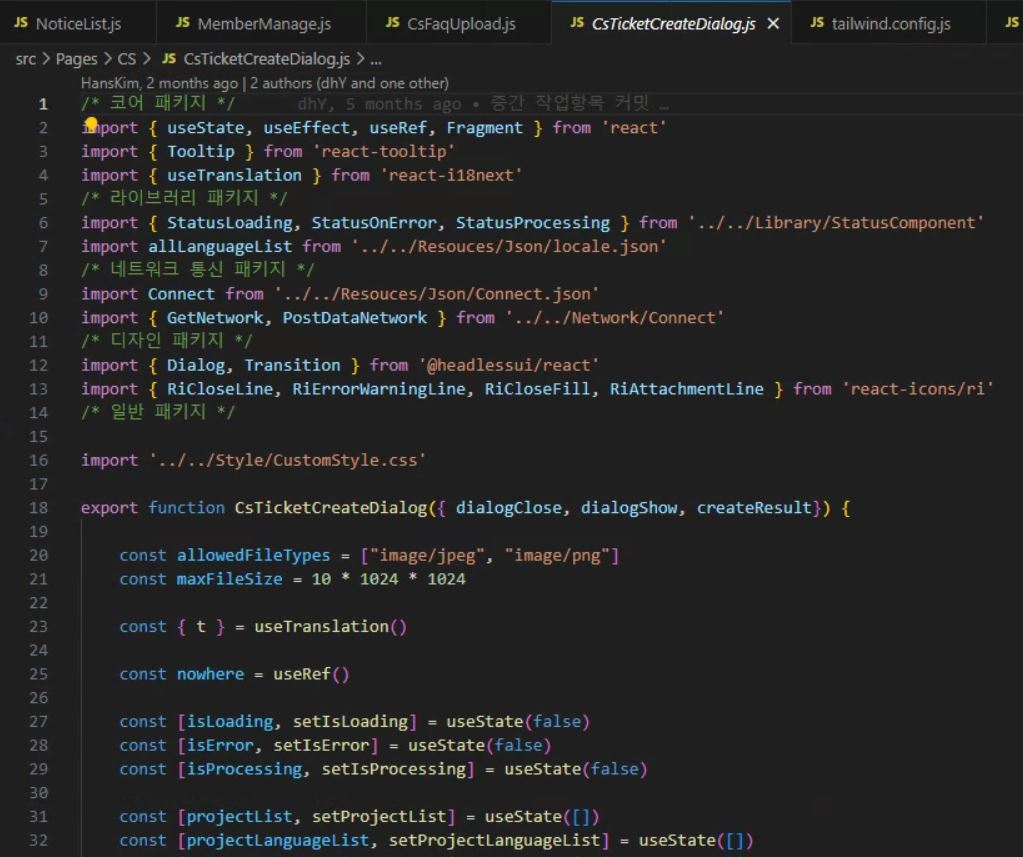 JS NoticeList.js JS MemberManage.js JS CsFaqUpload.js JS CsTicketCreateDialog.js × JS tailwind.config.js JS
src > Pages > CS > JS CsTicketCreateDialog.js > ...
HansKim, 2 months ago | 2 authors (dhY and one other)
1 /* 코어 패키지 */ dhY, 5 months ago • 중간 작업항목 커밋 …
2 import { useState, useEffect, useRef, Fragment } from 'react'
3 import { Tooltip } from 'react-tooltip'
4 import { useTranslation } from 'react-i18next'
5 /* 라이브러리 패키지 */
6 import { StatusLoading, StatusOnError, StatusProcessing } from '../../Library/StatusComponent'
7 import allLanguageList from '../../Resouces/Json/locale.json'
8 /* 네트워크 통신 패키지 */
9 import Connect from '../../Resouces/Json/Connect.json'
10 import { GetNetwork, PostDataNetwork } from '../../Network/Connect'
11 /* 디자인 패키지 */
12 import { Dialog, Transition } from '@headlessui/react'
13 import { RiCloseLine, RiErrorWarningLine, RiCloseFill, RiAttachmentLine } from 'react-icons/ri'
14 /* 일반 패키지 */
15
16 import '../../Style/CustomStyle.css'
17
18 export function CsTicketCreateDialog({ dialogClose, dialogShow, createResult}) {
19
20 const allowedFileTypes = ["image/jpeg", "image/png"]
21 const maxFileSize = 10 * 1024 * 1024
22
23 const { t } = useTranslation()
24
25 const nowhere = useRef()
26
27 const [isLoading, setIsLoading] = useState(false)
28 const [isError, setIsError] = useState(false)
29 const [isProcessing, setIsProcessing] = useState(false)
30
31 const [projectList, setProjectList] = useState([])
32 const [projectLanguageList, setProjectLanguageList] = useState([])